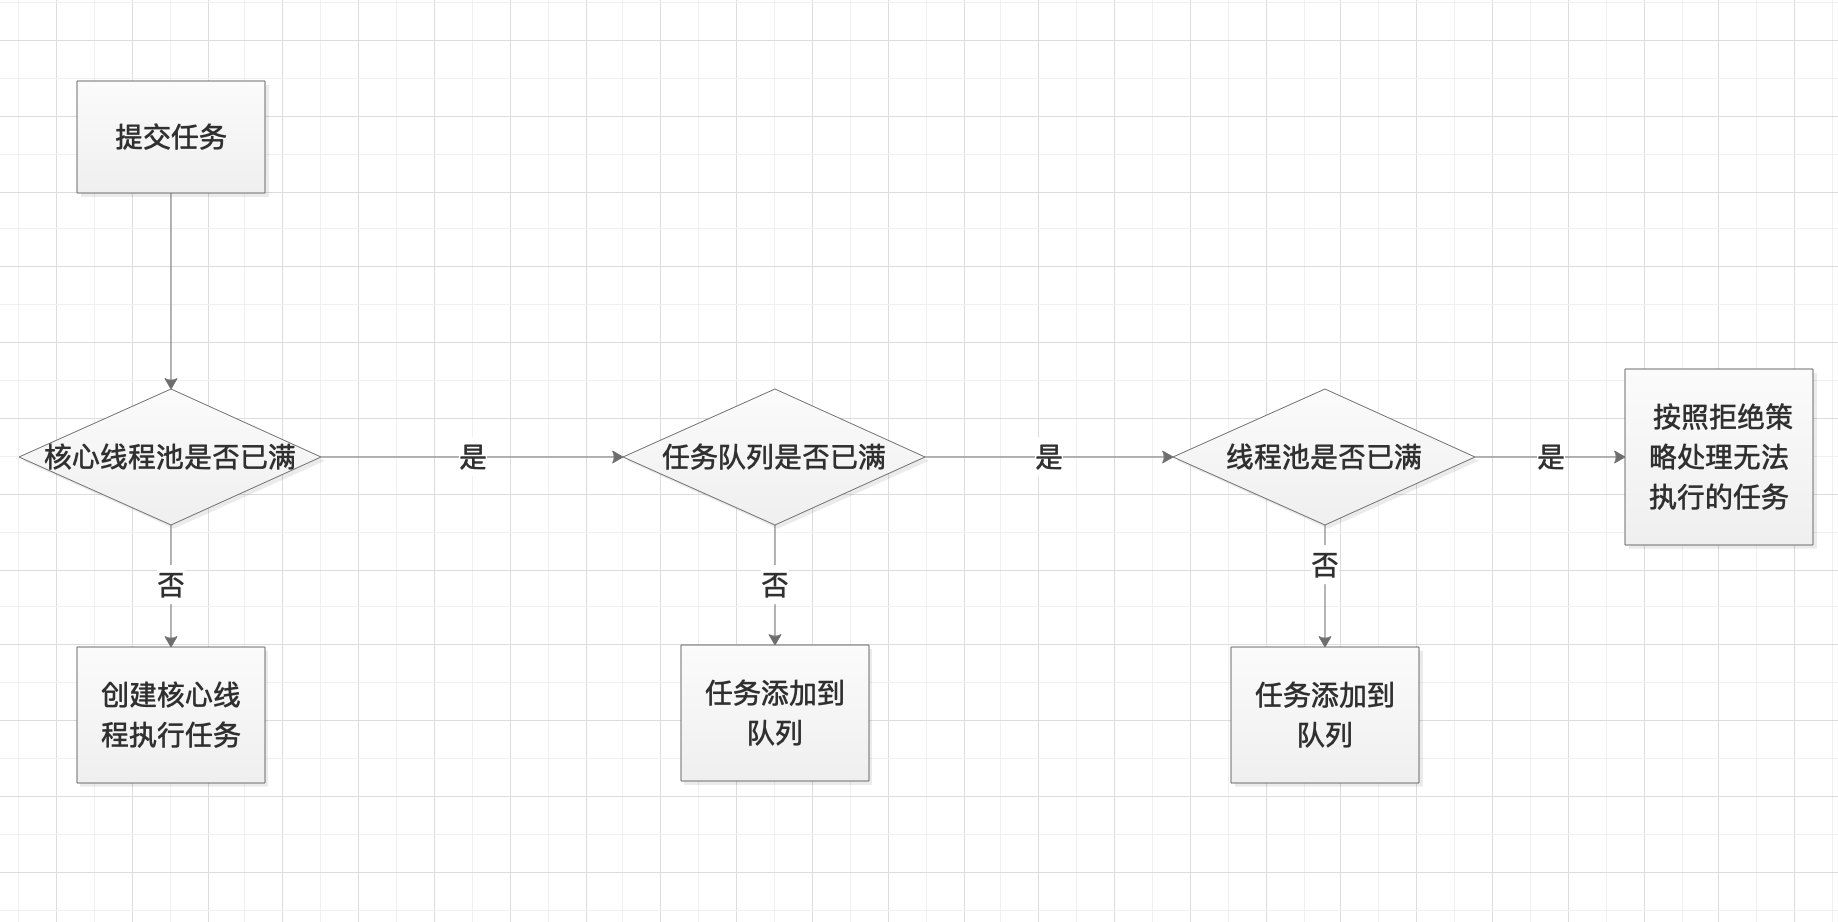 提交任务
核心线程池是否已满
是
任务队列是否已满
是
线程池是否已满
是
按照拒绝策
略处理无法
执行的任务
否
否
否
创建核心线
程执行任务
任务添加到
队列
任务添加到
队列